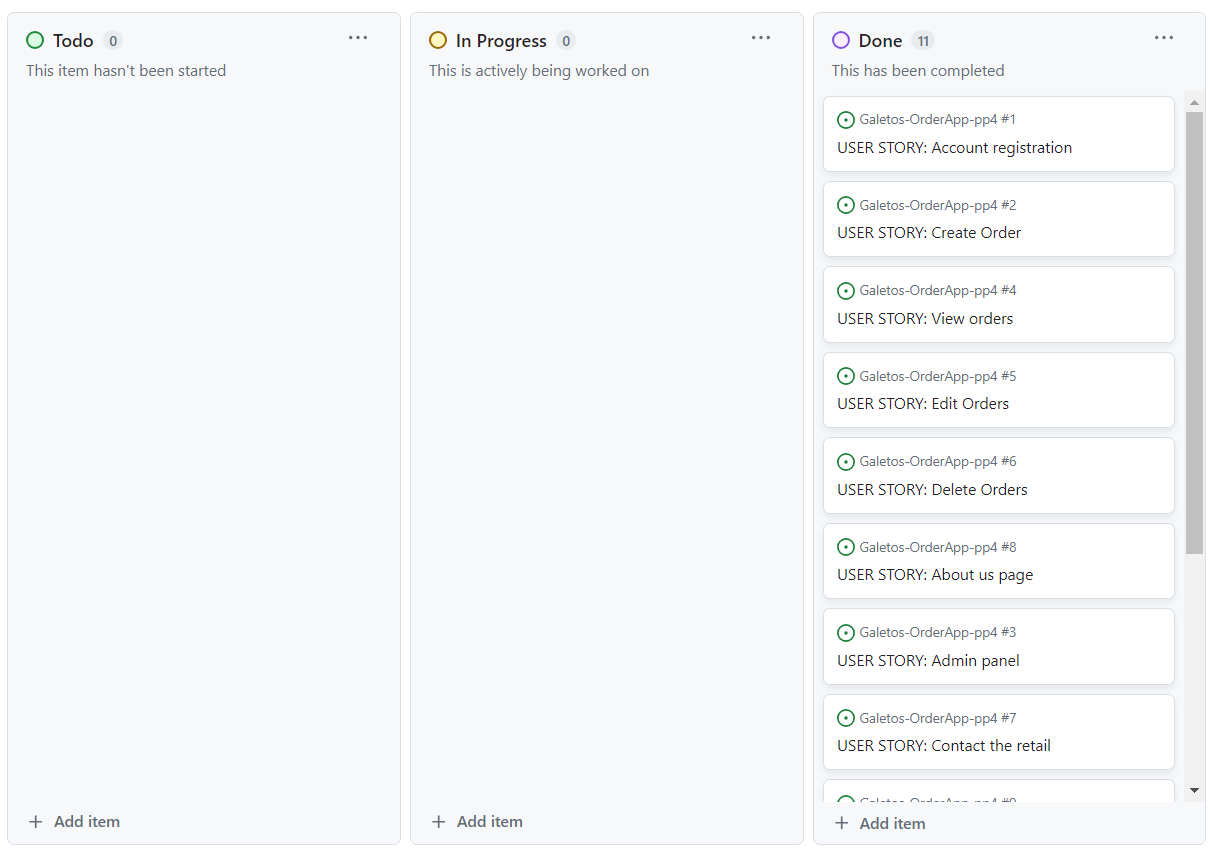 Todo 0
This item hasn't been started
Add item
In Progress 0
This is actively being worked on
Add item
Done 11
This has been completed
Galetos-OrderApp-pp4 #1
USER STORY: Account registration
Galetos-OrderApp-pp4 #2
USER STORY: Create Order
Galetos-OrderApp-pp4 #4
USER STORY: View orders
Galetos-OrderApp-pp4 #5
USER STORY: Edit Orders
Galetos-OrderApp-pp4 #6
USER STORY: Delete Orders
Galetos-OrderApp-pp4 #8
USER STORY: About us page
Galetos-OrderApp-pp4 #3
USER STORY: Admin panel
Galetos-OrderApp-pp4 #7
USER STORY: Contact the retail
Galetos-OrderApp-pp4
Add item